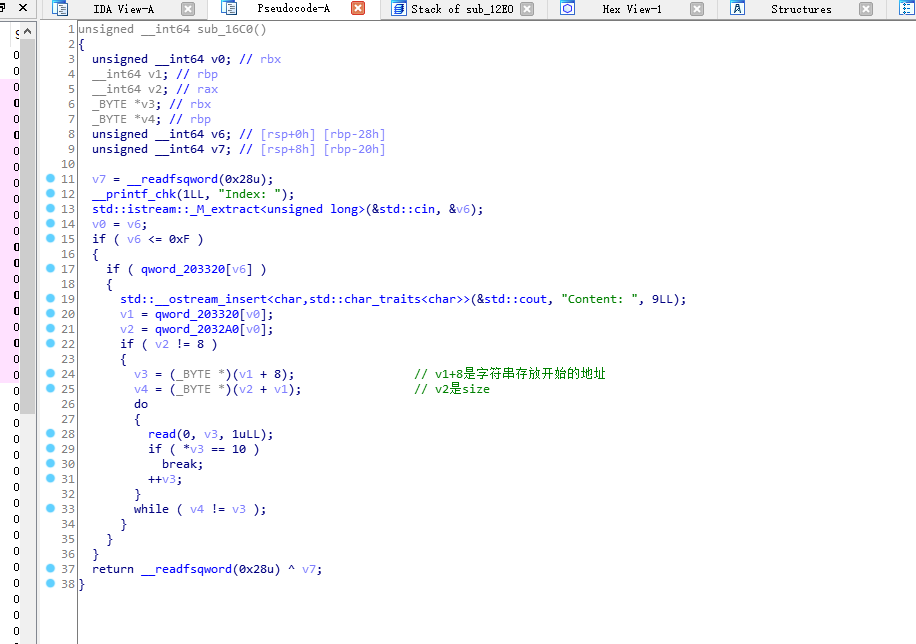 IDA View-A Pseudocode-A Stack of sub_12E0 Hex View-1 Structures
1 unsigned __int64 sub_16C0()
2 {
3   unsigned __int64 v0; // rbx
4   __int64 v1; // rbp
5   __int64 v2; // rax
6   _BYTE *v3; // rbx
7   _BYTE *v4; // rbp
8   unsigned __int64 v6; // [rsp+0h] [rbp-28h]
9   unsigned __int64 v7; // [rsp+8h] [rbp-20h]
10
11   v7 = __readfsqword(0x28u);
12   __printf_chk(1LL, "Index: ");
13   std::istream::_M_extract<unsigned long>(&std::cin, &v6);
14   v0 = v6;
15   if ( v6 <= 0xF )
16   {
17     if ( qword_203320[v6] )
18     {
19       std::__ostream_insert<char,std::char_traits<char>>(&std::cout, "Content: ", 9LL);
20       v1 = qword_203320[v0];
21       v2 = qword_2032A0[v0];
22       if ( v2 != 8 )
23       {
24         v3 = (_BYTE *)(v1 + 8); // v1+8是字符串存放开始的地址
25         v4 = (_BYTE *)(v2 + v1); // v2是size
26         do
27         {
28           read(0, v3, 1uLL);
29           if ( *v3 == 10 )
30             break;
31           ++v3;
32         }
33         while ( v4 != v3 );
34       }
35     }
36   }
37   return __readfsqword(0x28u) ^ v7;
38 }